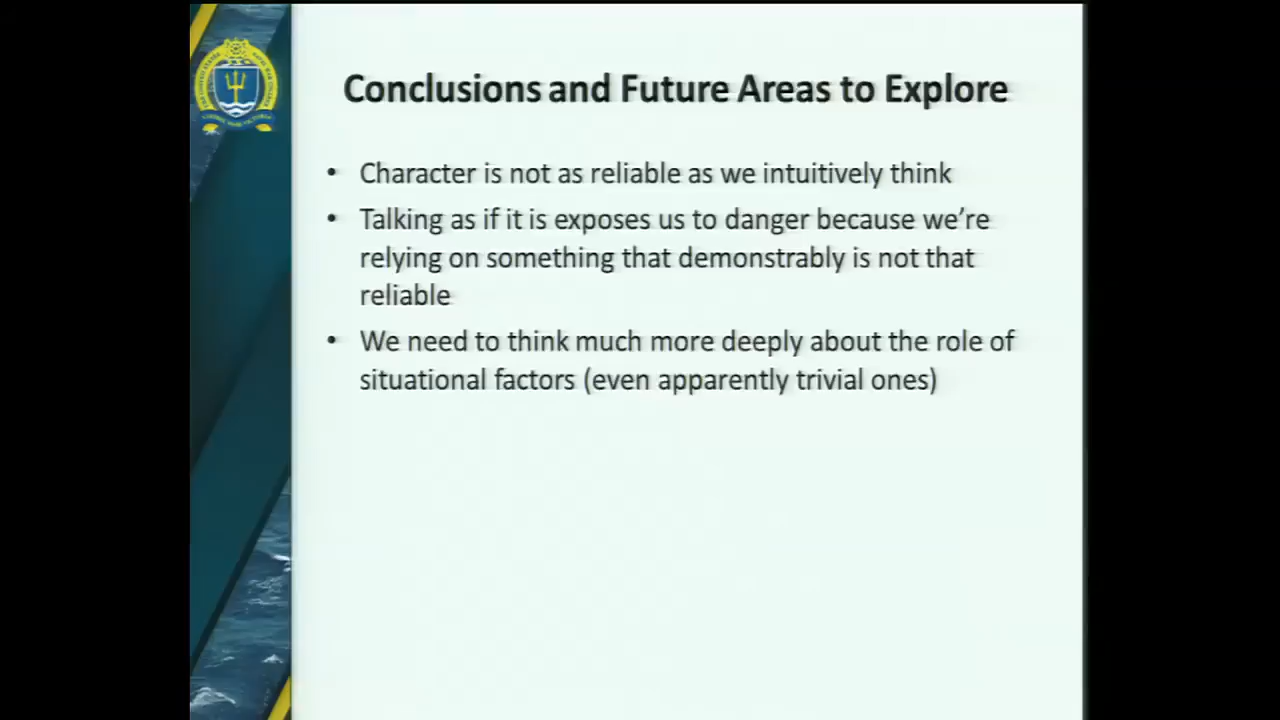 Conclusions and Future Areas to Explore
• Character is not as reliable as we intuitively think
• Talking as if it is exposes us to danger because we’re
relying on something that demonstrably is not that
reliable
• We need to think much more deeply about the role of
situational factors (even apparently trivial ones)